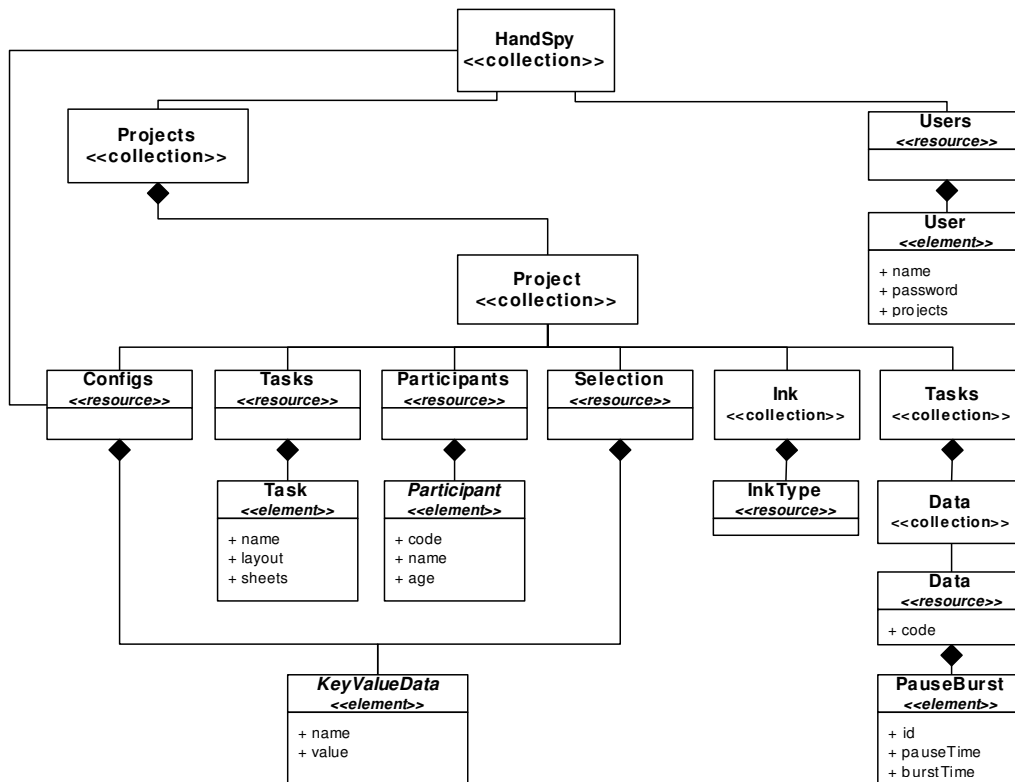 HandSpy
<<collection>>
Projects
<<collection>>
Users
<<resource>>
User
<<element>>
+ name
+ password
+ projects
Project
<<collection>>
Configs
<<resource>>
Tasks
<<resource>>
Participants
<<resource>>
Selection
<<resource>>
Ink
<<collection>>
Tasks
<<collection>>
Task
<<element>>
+ name
+ layout
+ sheets
Participant
<<element>>
+ code
+ name
+ age
InkType
<<resource>>
Data
<<collection>>
Data
<<resource>>
+ code
KeyValueData
<<element>>
+ name
+ value
PauseBurst
<<element>>
+ id
+ pauseTime
+ burstTime